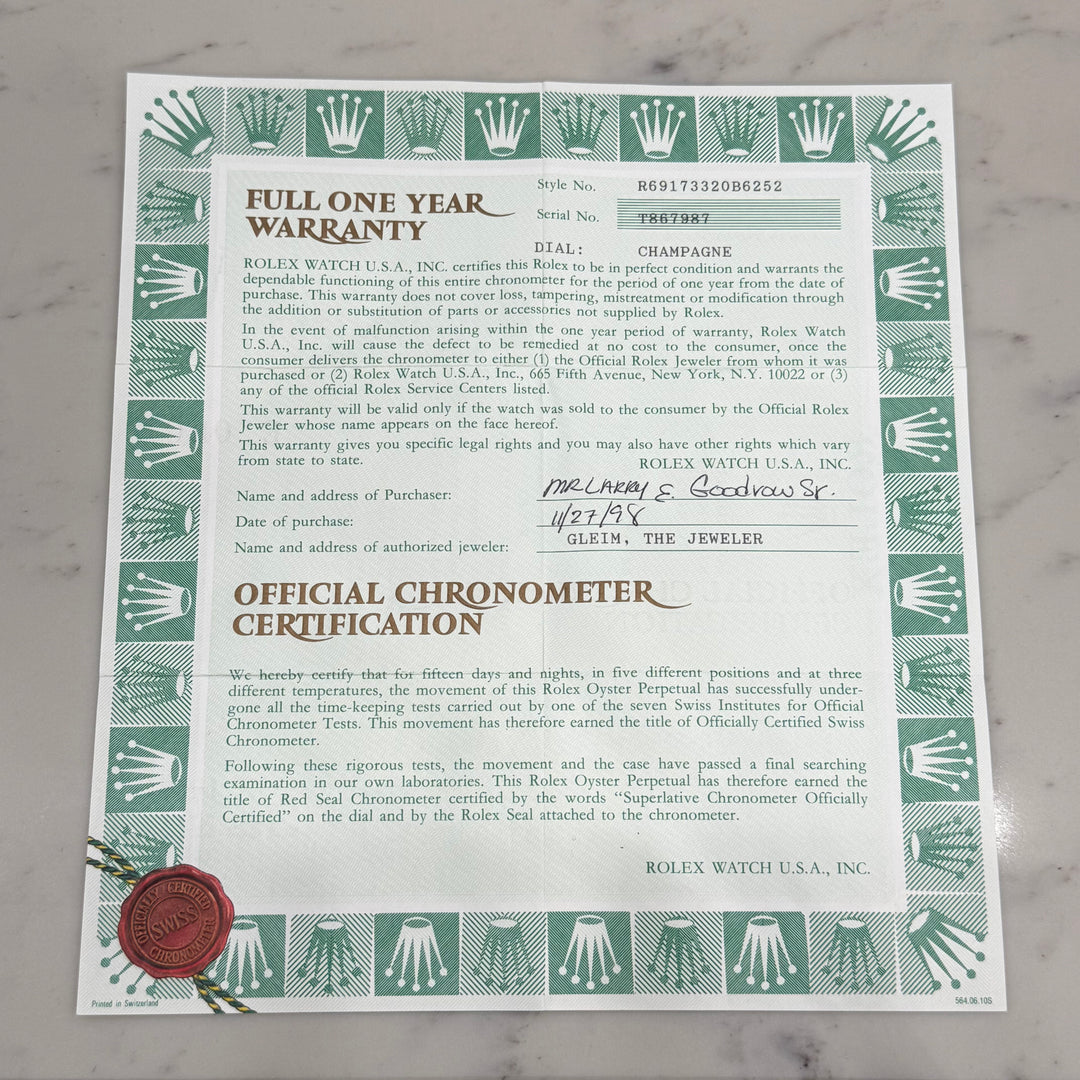 Style No. R69173320B6252
FULL ONE YEAR
WARRANTY
Serial No. T867987
DIAL: CHAMPAGNE
ROLEX WATCH U.S.A., INC. certifies this Rolex to be in perfect condition and warrants the
dependable functioning of this entire chronometer for the period of one year from the date of
purchase. This warranty does not cover loss, tampering, mistreatment or modification through
the addition or substitution of parts or accessories not supplied by Rolex.
In the event of malfunction arising within the one year period of warranty, Rolex Watch
U.S.A., Inc. will cause the defect to be remedied at no cost to the consumer, once the
consumer delivers the chronometer to either (1) the Official Rolex Jeweler from whom it was
purchased or (2) Rolex Watch U.S.A., Inc., 665 Fifth Avenue, New York, N.Y. 10022 or (3)
any of the official Rolex Service Centers listed.
This warranty will be valid only if the watch was sold to the consumer by the Official Rolex
Jeweler whose name appears on the face hereof.
This warranty gives you specific legal rights and you may also have other rights which vary
from state to state.
ROLEX WATCH U.S.A., INC.
Name and address of Purchaser: MR LARRY E. Goodrow Sr.
Date of purchase: 11/27/98
Name and address of authorized jeweler: GLEIM, THE JEWELER
OFFICIAL CHRONOMETER
CERTIFICATION
We hereby certify that for fifteen days and nights, in five different positions and at three
different temperatures, the movement of this Rolex Oyster Perpetual has successfully under-
gone all the time-keeping tests carried out by one of the seven Swiss Institutes for Official
Chronometer Tests. This movement has therefore earned the title of Officially Certified Swiss
Chronometer.
Following these rigorous tests, the movement and the case have passed a final searching
examination in our own laboratories. This Rolex Oyster Perpetual has therefore earned the
title of Red Seal Chronometer certified by the words “Superlative Chronometer Officially
Certified” on the dial and by the Rolex Seal attached to the chronometer.
ROLEX WATCH U.S.A., INC.
OFFICIALLY CERTIFIED
SWISS
CHRONOMETER
Printed in Switzerland
564.06.10S